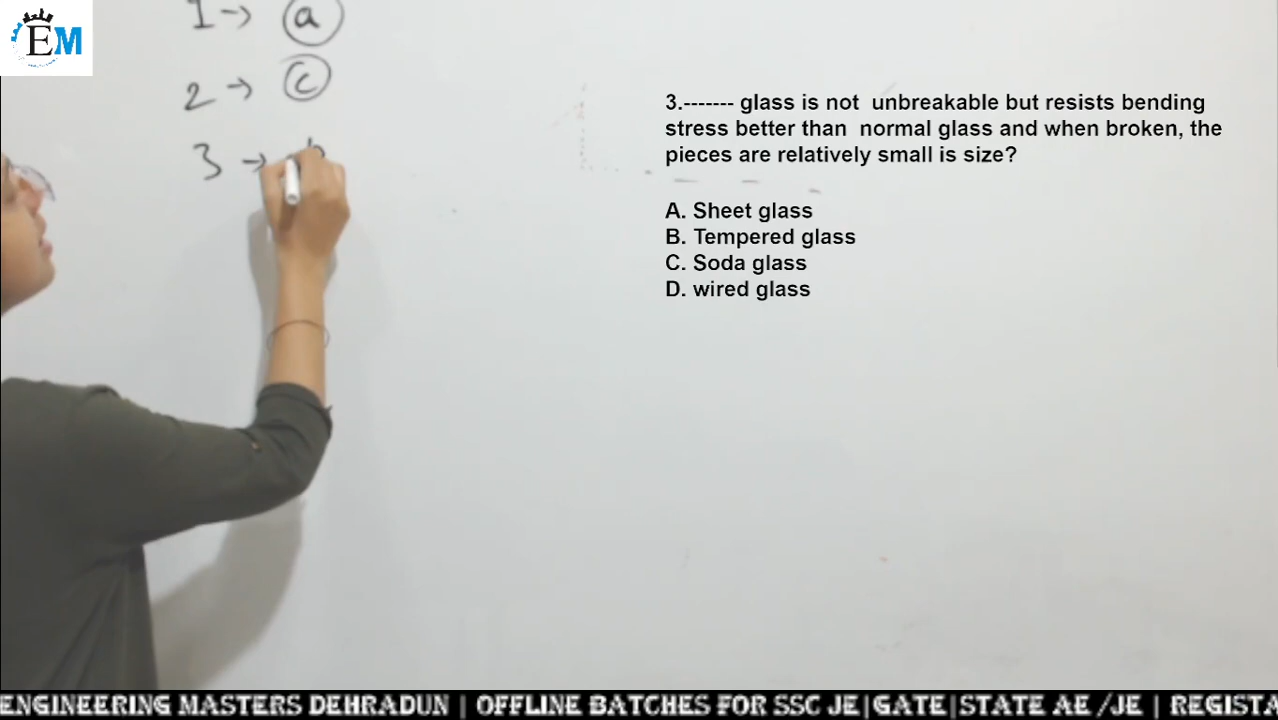 EM
1 → a
2 → c
3 →
3.------- glass is not unbreakable but resists bending
stress better than normal glass and when broken, the
pieces are relatively small is size?
A. Sheet glass
B. Tempered glass
C. Soda glass
D. wired glass
ENGINEERING MASTERS DEHRADUN | OFFLINE BATCHES FOR SSC JE|GATE|STATE AE /JE | REGISTA